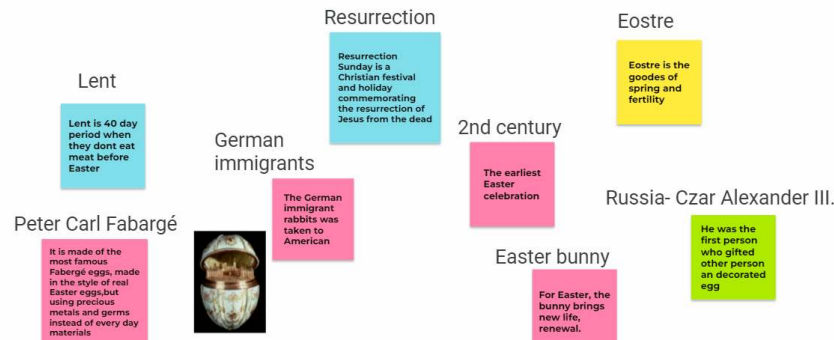 Resurrection
Resurrection
Sunday is a
Christian festival
and holiday
commemorating
the resurrection of
Jesus from the dead
Eostre
Eostre is the
goodes of
spring and
fertility
Lent
Lent is 40 day
period when
they dont eat
meat before
Easter
German
immigrants
The German
immigrant
rabbits was
taken to
American
2nd century
The earliest
Easter
celebration
Russia- Czar Alexander III.
He was the
first person
who gifted
other person
an decorated
egg
Peter Carl Fabargé
It is made of the
most famous
Fabergé eggs, made
in the style of real
Easter eggs,but
using precious
metals and germs
instead of every day
materials
Easter bunny
For Easter, the
bunny brings
new life,
renewal.